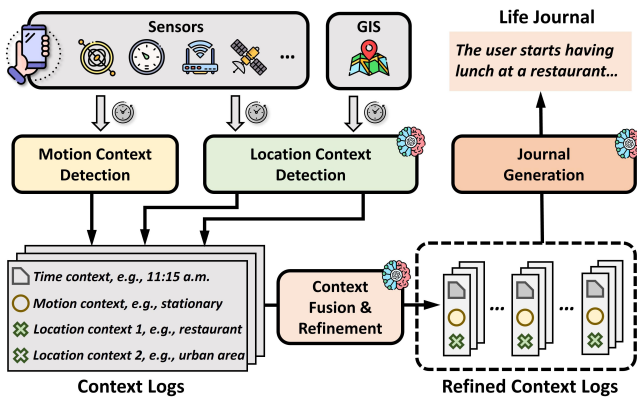 Sensors
...
GIS
Life Journal
The user starts having
lunch at a restaurant...
Motion Context
Detection
Location Context
Detection
Journal
Generation
Time context, e.g., 11:15 a.m.
Motion context, e.g., stationary
Location context 1, e.g., restaurant
Location context 2, e.g., urban area
Context
Fusion &
Refinement
... ...
Context Logs
Refined Context Logs